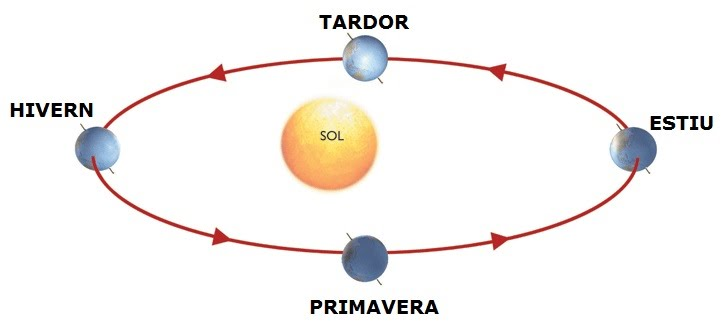 TARDOR
HIVERN
ESTIU
SOL
PRIMAVERA